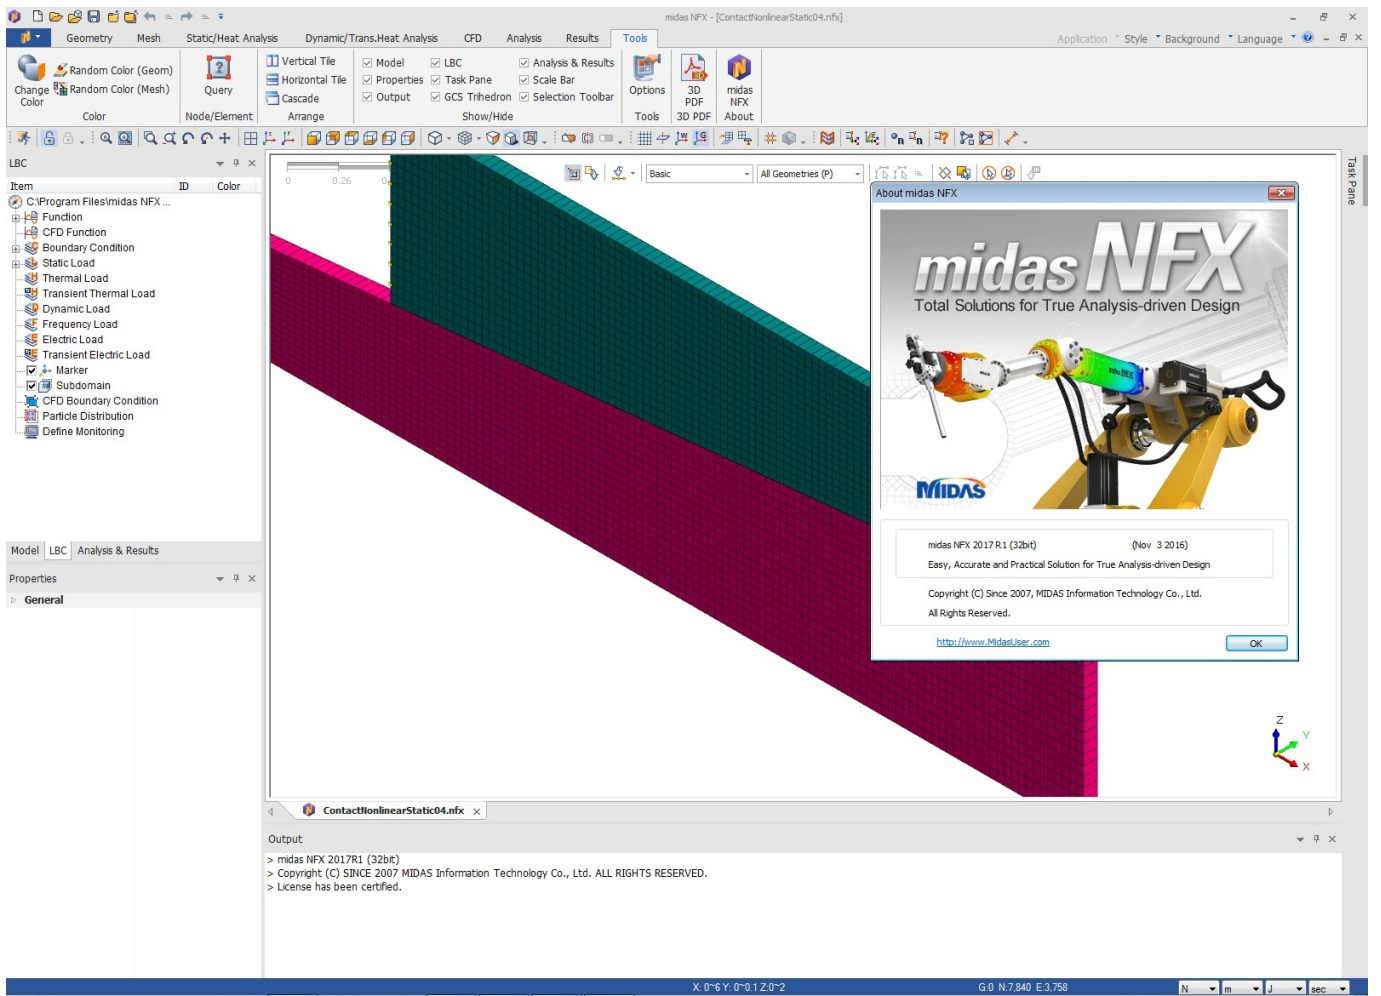 midas NFX - [ContactNonlinearStatic04.nfx]
Geometry Mesh Static/Heat Analysis Dynamic/Trans.Heat Analysis CFD Analysis Results Tools
Application Style Background Language
Change Color
Random Color (Geom)
Random Color (Mesh)
Color
Query
Node/Element
Vertical Tile
Horizontal Tile
Cascade
Arrange
Model LBC Analysis & Results
Properties Task Pane Scale Bar
Output GCS Trihedron Selection Toolbar
Show/Hide
Options
Tools
3D PDF
3D PDF
midas NFX
About
LBC
Item ID Color
C:\Program Files\midas NFX ...
Function
CFD Function
Boundary Condition
Static Load
Thermal Load
Transient Thermal Load
Dynamic Load
Frequency Load
Electric Load
Transient Electric Load
Marker
Subdomain
CFD Boundary Condition
Particle Distribution
Define Monitoring
Model LBC Analysis & Results
Properties
General
0 0.26
Basic
All Geometries (P)
Task Pane
About midas NFX
midas NFX
Total Solutions for True Analysis-driven Design
midas NFX
MIDAS
midas NFX 2017 R1 (32bit) (Nov 3 2016)
Easy, Accurate and Practical Solution for True Analysis-driven Design
Copyright (C) Since 2007, MIDAS Information Technology Co., Ltd.
All Rights Reserved.
http://www.MidasUser.com
OK
Z
Y
X
ContactNonlinearStatic04.nfx
Output
> midas NFX 2017R1 (32bit)
> Copyright (C) SINCE 2007 MIDAS Information Technology Co., Ltd. ALL RIGHTS RESERVED.
> License has been certified.
X: 0~6 Y: 0~0.1 Z:0~2
G:0 N:7,840 E:3,758
N m J sec